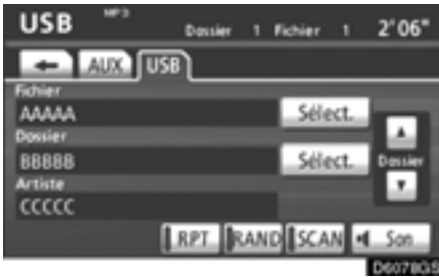 USB MP3 Dossier 1 Fichier 1 2'06"
AUX USB
Fichier
AAAAA Sélect.
Dossier
BBBBB Sélect. Dossier
Artiste
CCCCC
RPT RAND SCAN Son